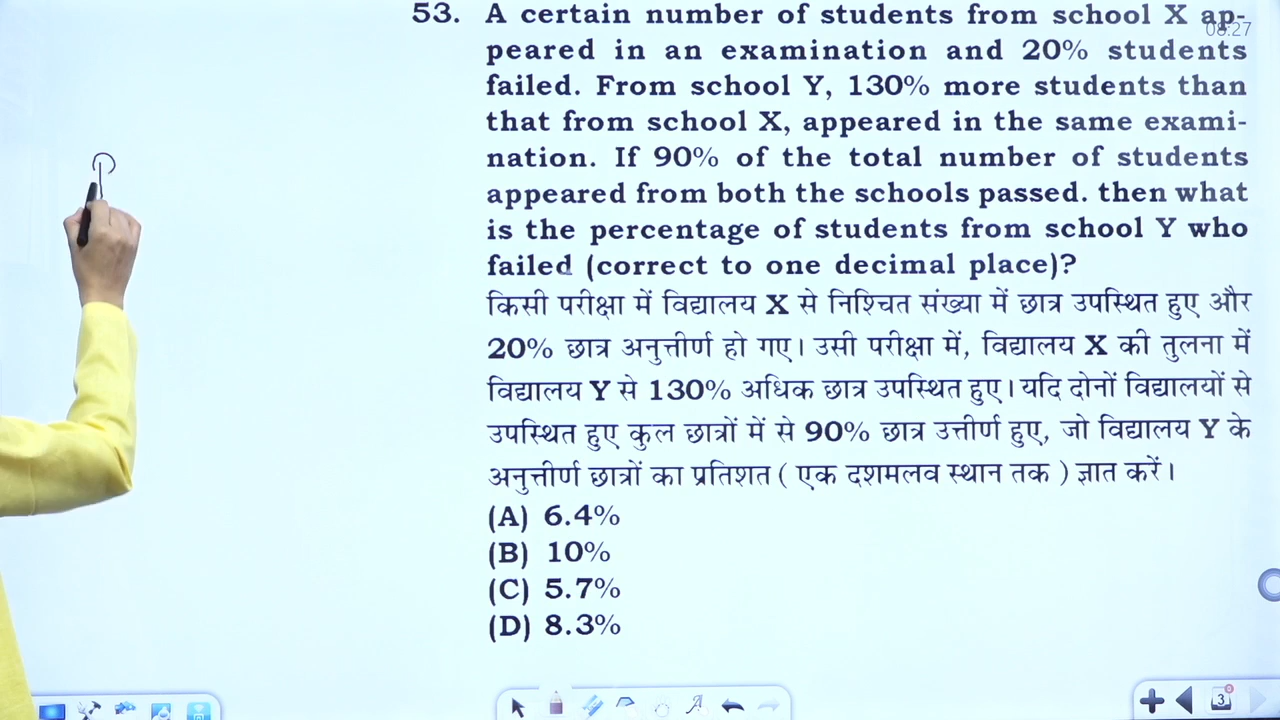 53. A certain number of students from school X ap-
08:27
peared in an examination and 20% students
failed. From school Y, 130% more students than
that from school X, appeared in the same exami-
nation. If 90% of the total number of students
appeared from both the schools passed. then what
is the percentage of students from school Y who
failed (correct to one decimal place)?
किसी परीक्षा में विद्यालय X से निश्चित संख्या में छात्र उपस्थित हुए और
20% छात्र अनुत्तीर्ण हो गए। उसी परीक्षा में, विद्यालय X की तुलना में
विद्यालय Y से 130% अधिक छात्र उपस्थित हुए। यदि दोनों विद्यालयों से
उपस्थित हुए कुल छात्रों में से 90% छात्र उत्तीर्ण हुए, जो विद्यालय Y के
अनुत्तीर्ण छात्रों का प्रतिशत ( एक दशमलव स्थान तक ) ज्ञात करें।
(A) 6.4%
(B) 10%
(C) 5.7%
(D) 8.3%
3